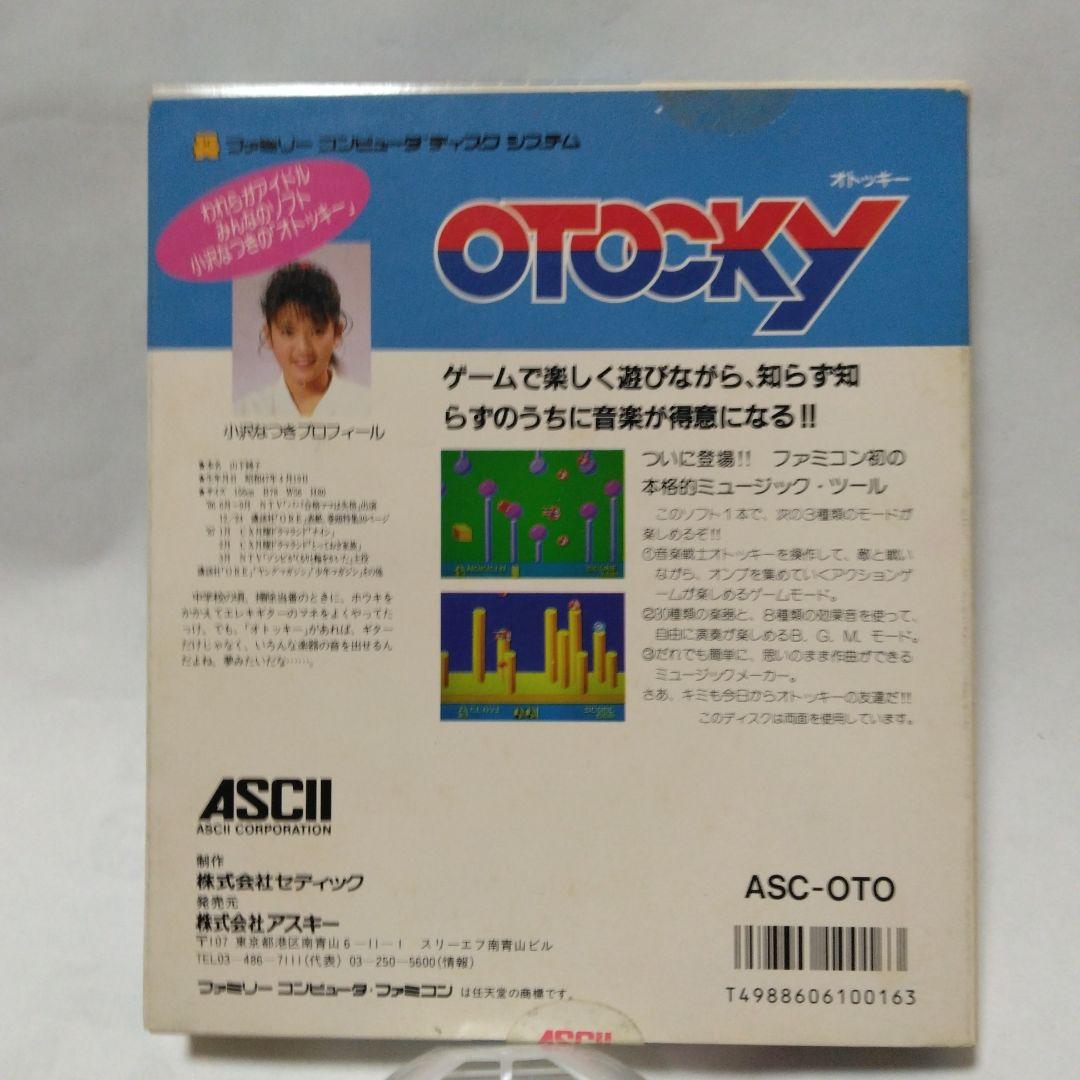 ファミリー コンピュータ ディスク システム
われらがアイドル
みんなのソフト
小沢なつきの「オトッキー」
オトッキー
OTOCKY
小沢なつきプロフィール
ゲームで楽しく遊びながら、知らず知
らずのうちに音楽が得意になる!!
ついに登場!! ファミコン初の
本格的ミュージック・ツール
このソフト1本で、次の3種類のモードが
楽しめるぞ!!
①音楽戦士オトッキーを操作して、敵と戦い
ながら、オンプを集めていくアクションゲ
ームが楽しめるゲームモード。
②30種類の楽器と、8種類の効果音を使って、
自由に演奏が楽しめるB.G.M.モード。
③だれでも簡単に、思いのまま作曲ができる
ミュージックメーカー。
さあ、キミも今日からオトッキーの友達だ!!
このディスクは両面を使用しています。
中学校の頃、掃除当番のときに、ホウキを
かかえてエレキギターのマネをよくやってた
っけ。でも、「オトッキー」があれば、ギター
だけじゃなく、いろんな楽器の音を出せるん
だよね。夢みたいだな……。
ASCII
ASCII CORPORATION
制作
株式会社セディック
発売元
株式会社アスキー
〒107 東京都港区南青山6-11-1 スリーエフ南青山ビル
TEL03-486-7111(代表) 03-250-5600(情報)
ファミリー コンピュータ・ファミコン は任天堂の商標です。
ASC-OTO
T4988606100163
ASCII